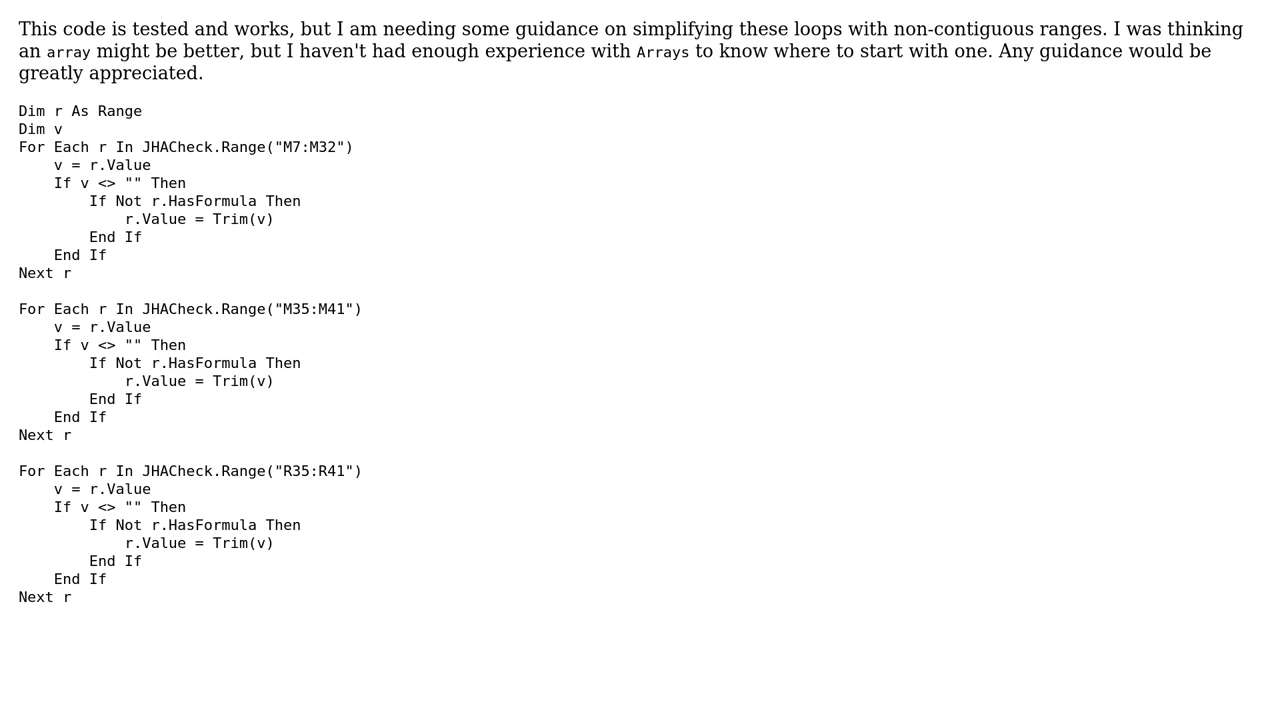 This code is tested and works, but I am needing some guidance on simplifying these loops with non-contiguous ranges. I was thinking
an array might be better, but I haven't had enough experience with Arrays to know where to start with one. Any guidance would be
greatly appreciated.
Dim r As Range
Dim v
For Each r In JHACheck.Range("M7:M32")
    v = r.Value
    If v <> "" Then
        If Not r.HasFormula Then
            r.Value = Trim(v)
        End If
    End If
Next r

For Each r In JHACheck.Range("M35:M41")
    v = r.Value
    If v <> "" Then
        If Not r.HasFormula Then
            r.Value = Trim(v)
        End If
    End If
Next r

For Each r In JHACheck.Range("R35:R41")
    v = r.Value
    If v <> "" Then
        If Not r.HasFormula Then
            r.Value = Trim(v)
        End If
    End If
Next r